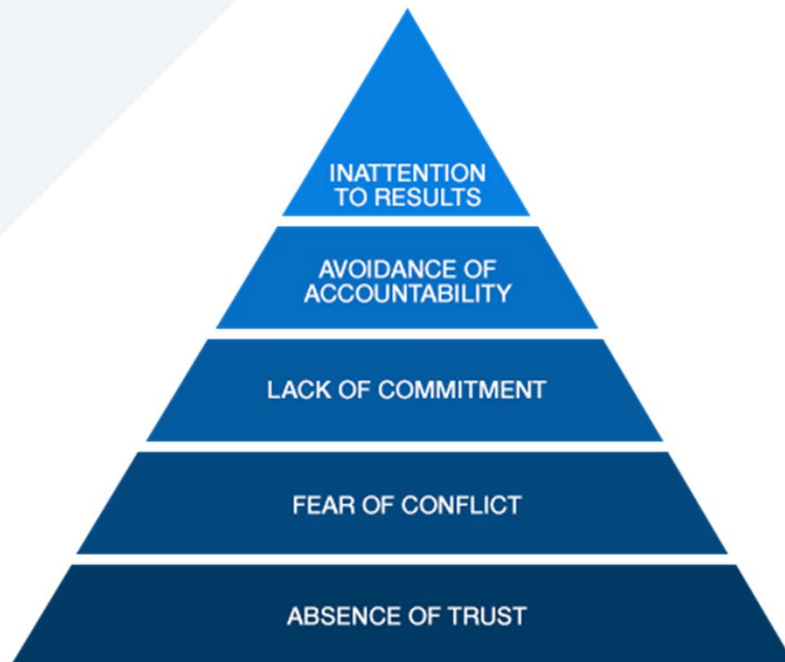 INATTENTION
TO RESULTS
AVOIDANCE OF
ACCOUNTABILITY
LACK OF COMMITMENT
FEAR OF CONFLICT
ABSENCE OF TRUST